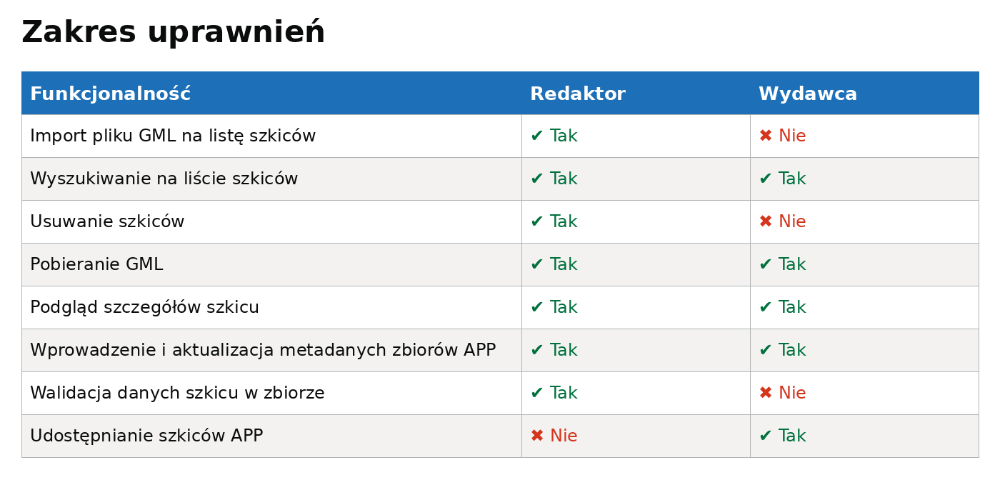 Zakres uprawnień
Funkcjonalność Redaktor Wydawca
Import pliku GML na listę szkiców ✔ Tak ✖ Nie
Wyszukiwanie na liście szkiców ✔ Tak ✔ Tak
Usuwanie szkiców ✔ Tak ✖ Nie
Pobieranie GML ✔ Tak ✔ Tak
Podgląd szczegółów szkicu ✔ Tak ✔ Tak
Wprowadzenie i aktualizacja metadanych zbiorów APP ✔ Tak ✔ Tak
Walidacja danych szkicu w zbiorze ✔ Tak ✖ Nie
Udostępnianie szkiców APP ✖ Nie ✔ Tak